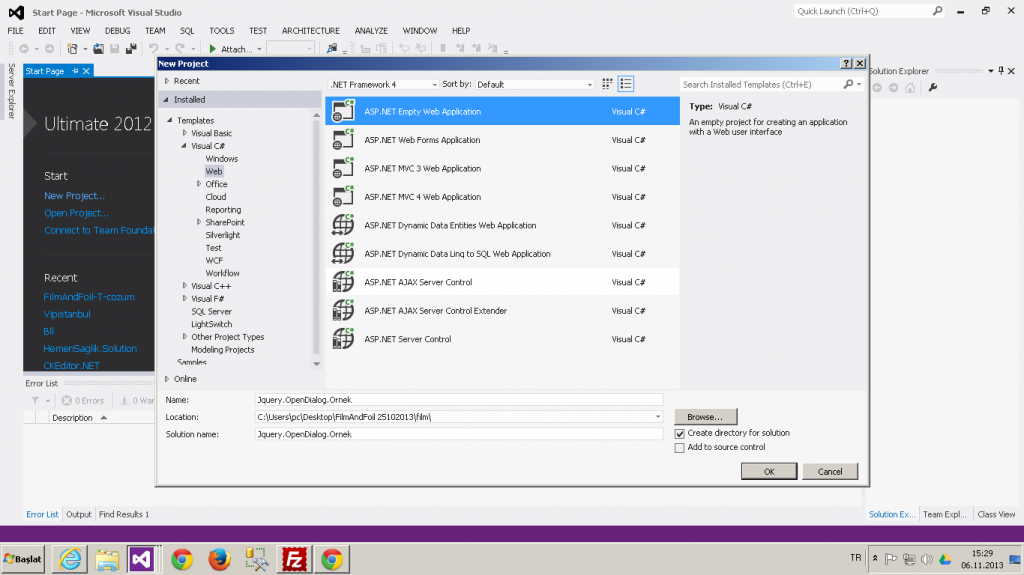 Start Page - Microsoft Visual Studio
Quick Launch (Ctrl+Q)
FILE EDIT VIEW DEBUG TEAM SQL TOOLS TEST ARCHITECTURE ANALYZE WINDOW HELP
Attach...
Server Explorer
Start Page
Ultimate 2012
Start
New Project...
Open Project...
Connect to Team Foundat
Recent
FilmAndFoil-T-cozum
Vipistanbul
Bil
HemenSaglik.Solution
CKEditor.NET
New Project
Recent
Installed
Templates
Visual Basic
Visual C#
Windows
Web
Office
Cloud
Reporting
SharePoint
Silverlight
Test
WCF
Workflow
Visual C++
Visual F#
SQL Server
LightSwitch
Other Project Types
Modeling Projects
Samples
Online
.NET Framework 4 Sort by: Default
ASP.NET Empty Web Application Visual C#
ASP.NET Web Forms Application Visual C#
ASP.NET MVC 3 Web Application Visual C#
ASP.NET MVC 4 Web Application Visual C#
ASP.NET Dynamic Data Entities Web Application Visual C#
ASP.NET Dynamic Data Linq to SQL Web Application Visual C#
ASP.NET AJAX Server Control Visual C#
ASP.NET AJAX Server Control Extender Visual C#
ASP.NET Server Control Visual C#
Search Installed Templates (Ctrl+E)
Type: Visual C#
An empty project for creating an application
with a Web user interface
Name: Jquery.OpenDialog.Ornek
Location: C:\Users\pc\Desktop\FilmAndFoil 25102013\film\
Browse...
Solution name: Jquery.OpenDialog.Ornek
Create directory for solution
Add to source control
OK Cancel
Solution Explorer
Error List
0 Errors 0 War
Description
Error List Output Find Results 1
Solution Ex... Team Expl... Class View
Başlat
TR
15:29
06.11.2013